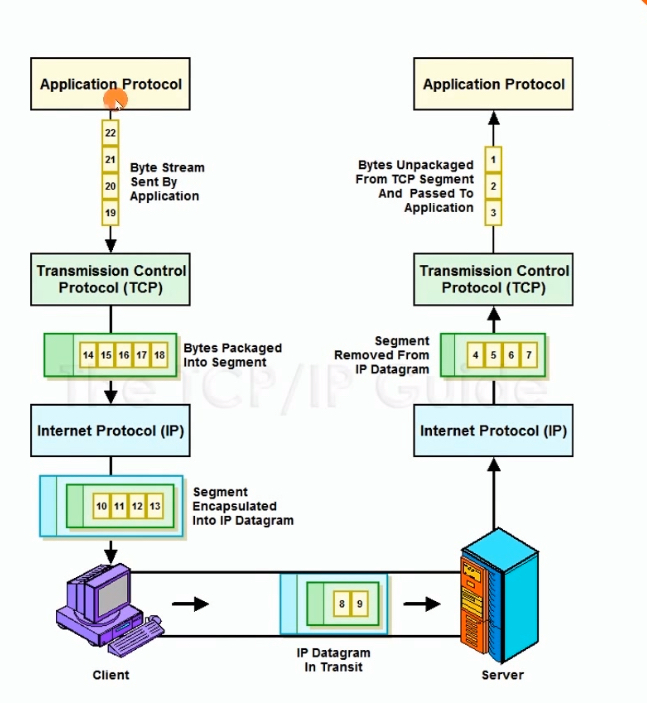 Application Protocol
Application Protocol
22
21
20
19
Byte Stream
Sent By
Application
Bytes Unpackaged
From TCP Segment
And Passed To
Application
1
2
3
Transmission Control
Protocol (TCP)
Transmission Control
Protocol (TCP)
14 15 16 17 18
Bytes Packaged
Into Segment
Segment
Removed From
IP Datagram
4 5 6 7
The TCP/IP Guide
Internet Protocol (IP)
Internet Protocol (IP)
10 11 12 13
Segment
Encapsulated
Into IP Datagram
8 9
IP Datagram
In Transit
Client
Server